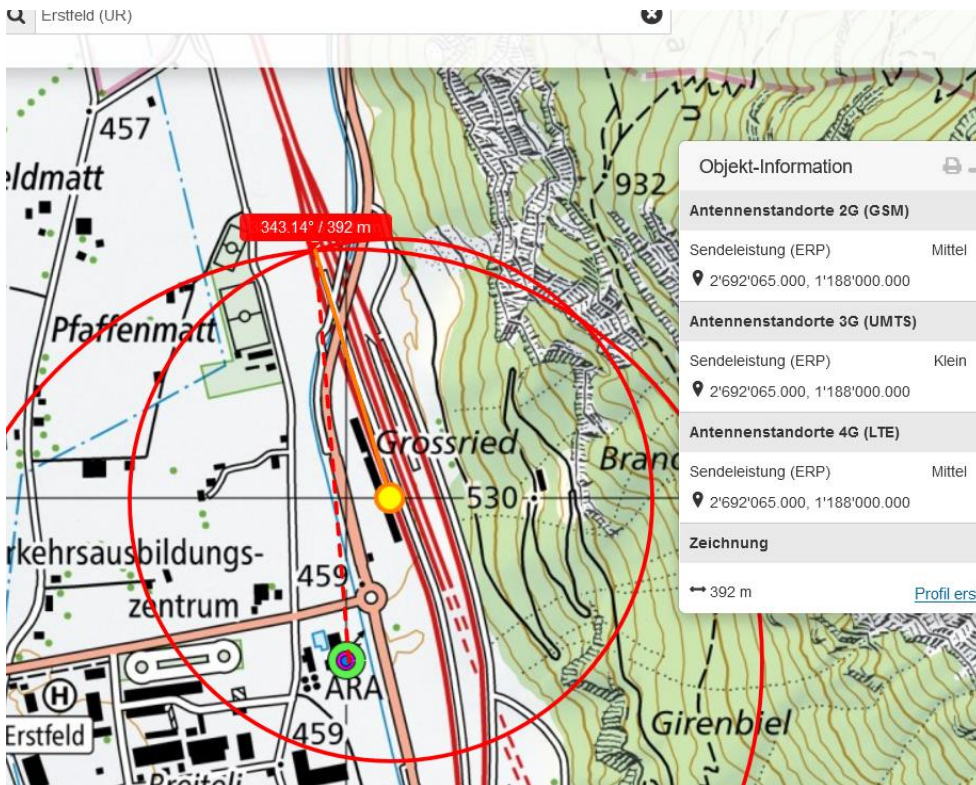 Erstfeld (UR)
457
eldmatt
932
Objekt-Information
Antennenstandorte 2G (GSM)
Sendeleistung (ERP) Mittel
2'692'065.000, 1'188'000.000
Antennenstandorte 3G (UMTS)
Sendeleistung (ERP) Klein
2'692'065.000, 1'188'000.000
Antennenstandorte 4G (LTE)
Sendeleistung (ERP) Mittel
2'692'065.000, 1'188'000.000
Zeichnung
392 m Profil ers
343.14° / 392 m
Pfaffenmatt
Grossried
Brand
530
rkehrsausbildungs-
zentrum
459
ARA
H
Erstfeld
459
Girenbiel
Breiteli